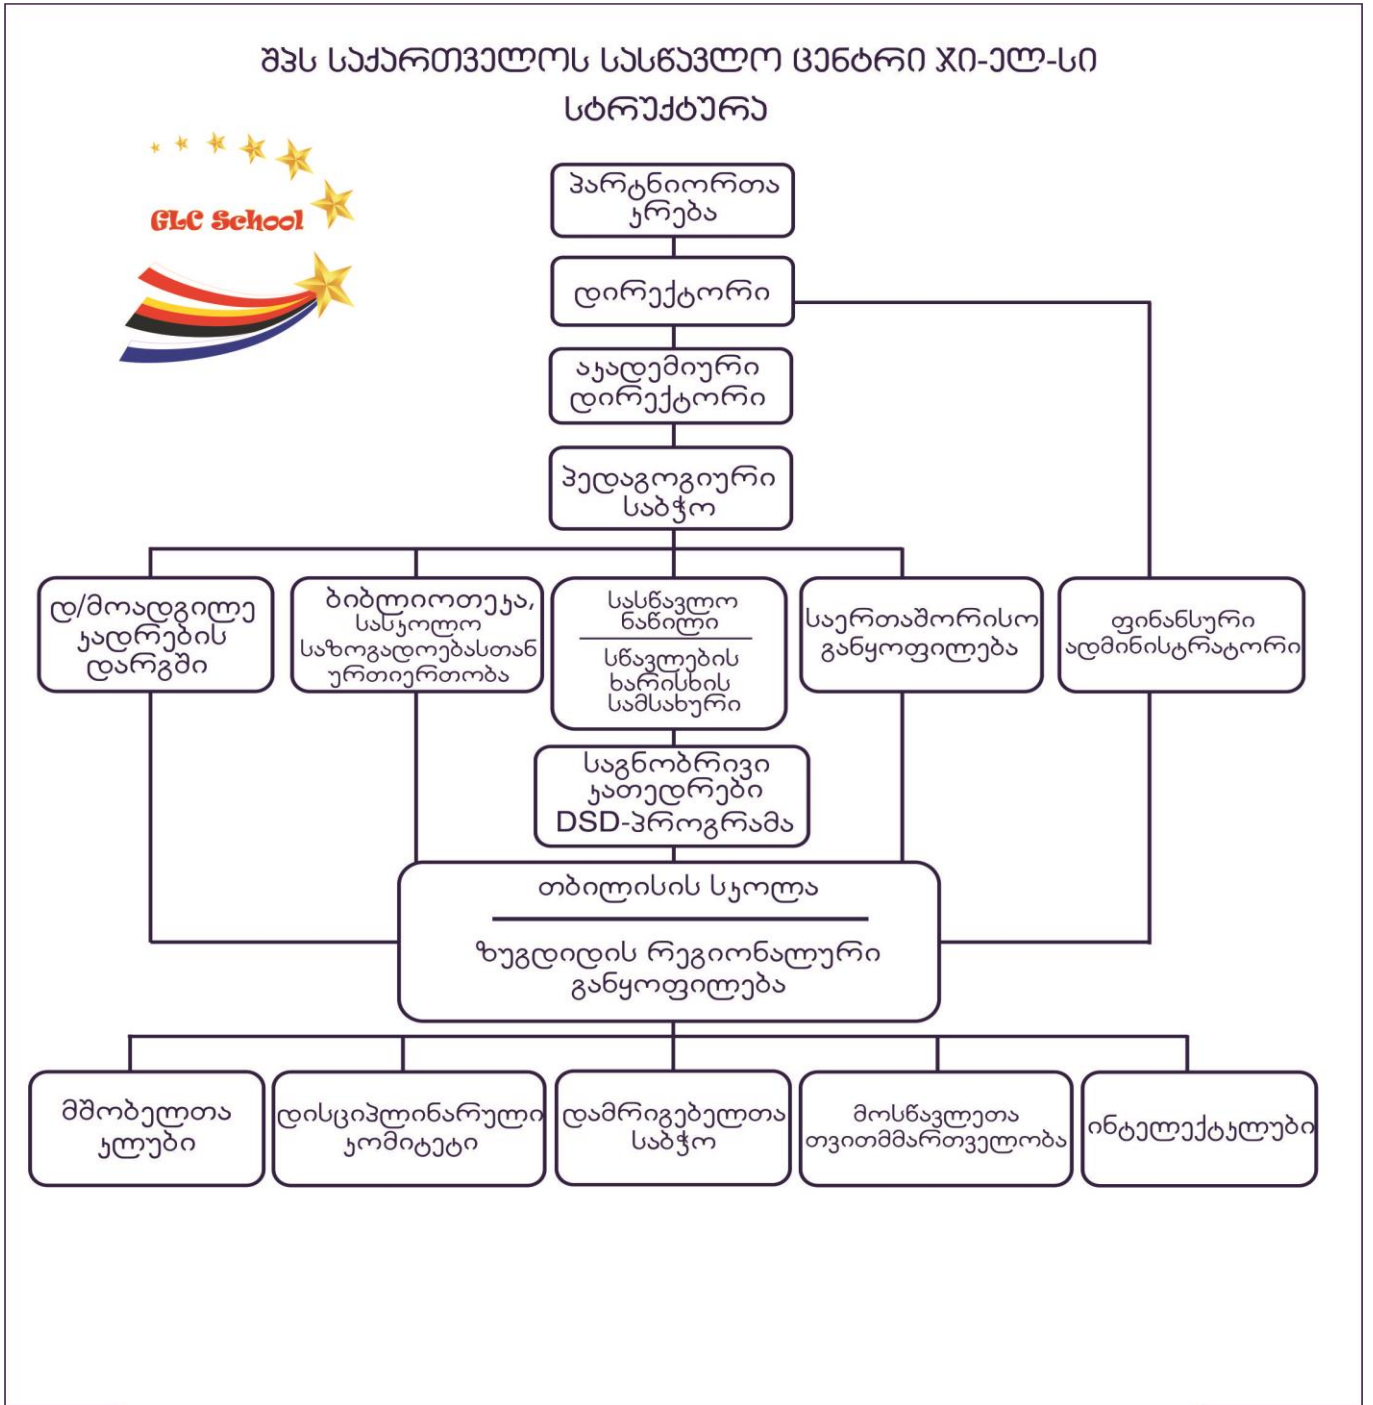 შპს საქართველოს სასწავლო ცენტრი ჯი-ელ-სი
სტრუქტურა
GLC School
პარტნიორთა
კრება
დირექტორი
აკადემიური
დირექტორი
პედაგოგიური
საბჭო
დ/მოადგილე
კადრების
დარგში
ბიბლიოთეკა,
სასკოლო
საზოგადოებასთან
ურთიერთობა
სასწავლო
ნაწილი
სწავლების
ხარისხის
სამსახური
საერთაშორისო
განყოფილება
ფინანსური
ადმინისტრატორი
საგნობრივი
კათედრები
DSD-პროგრამა
თბილისის სკოლა
ზუგდიდის რეგიონალური
განყოფილება
მშობელთა
კლუბი
დისციპლინარული
კომიტეტი
დამრიგებელთა
საბჭო
მოსწავლეთა
თვითმმართველობა
ინტელექტკლუბი